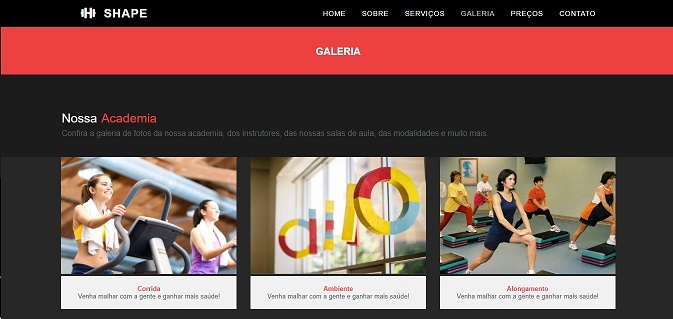 SHAPE
HOME SOBRE SERVIÇOS GALERIA PREÇOS CONTATO
GALERIA
Nossa Academia
Confira a galeria de fotos da nossa academia, dos instrutores, das nossas salas de aula, das modalidades e muito mais.
Corrida
Venha malhar com a gente e ganhar mais saúde!
Ambiente
Venha malhar com a gente e ganhar mais saúde!
Alongamento
Venha malhar com a gente e ganhar mais saúde!